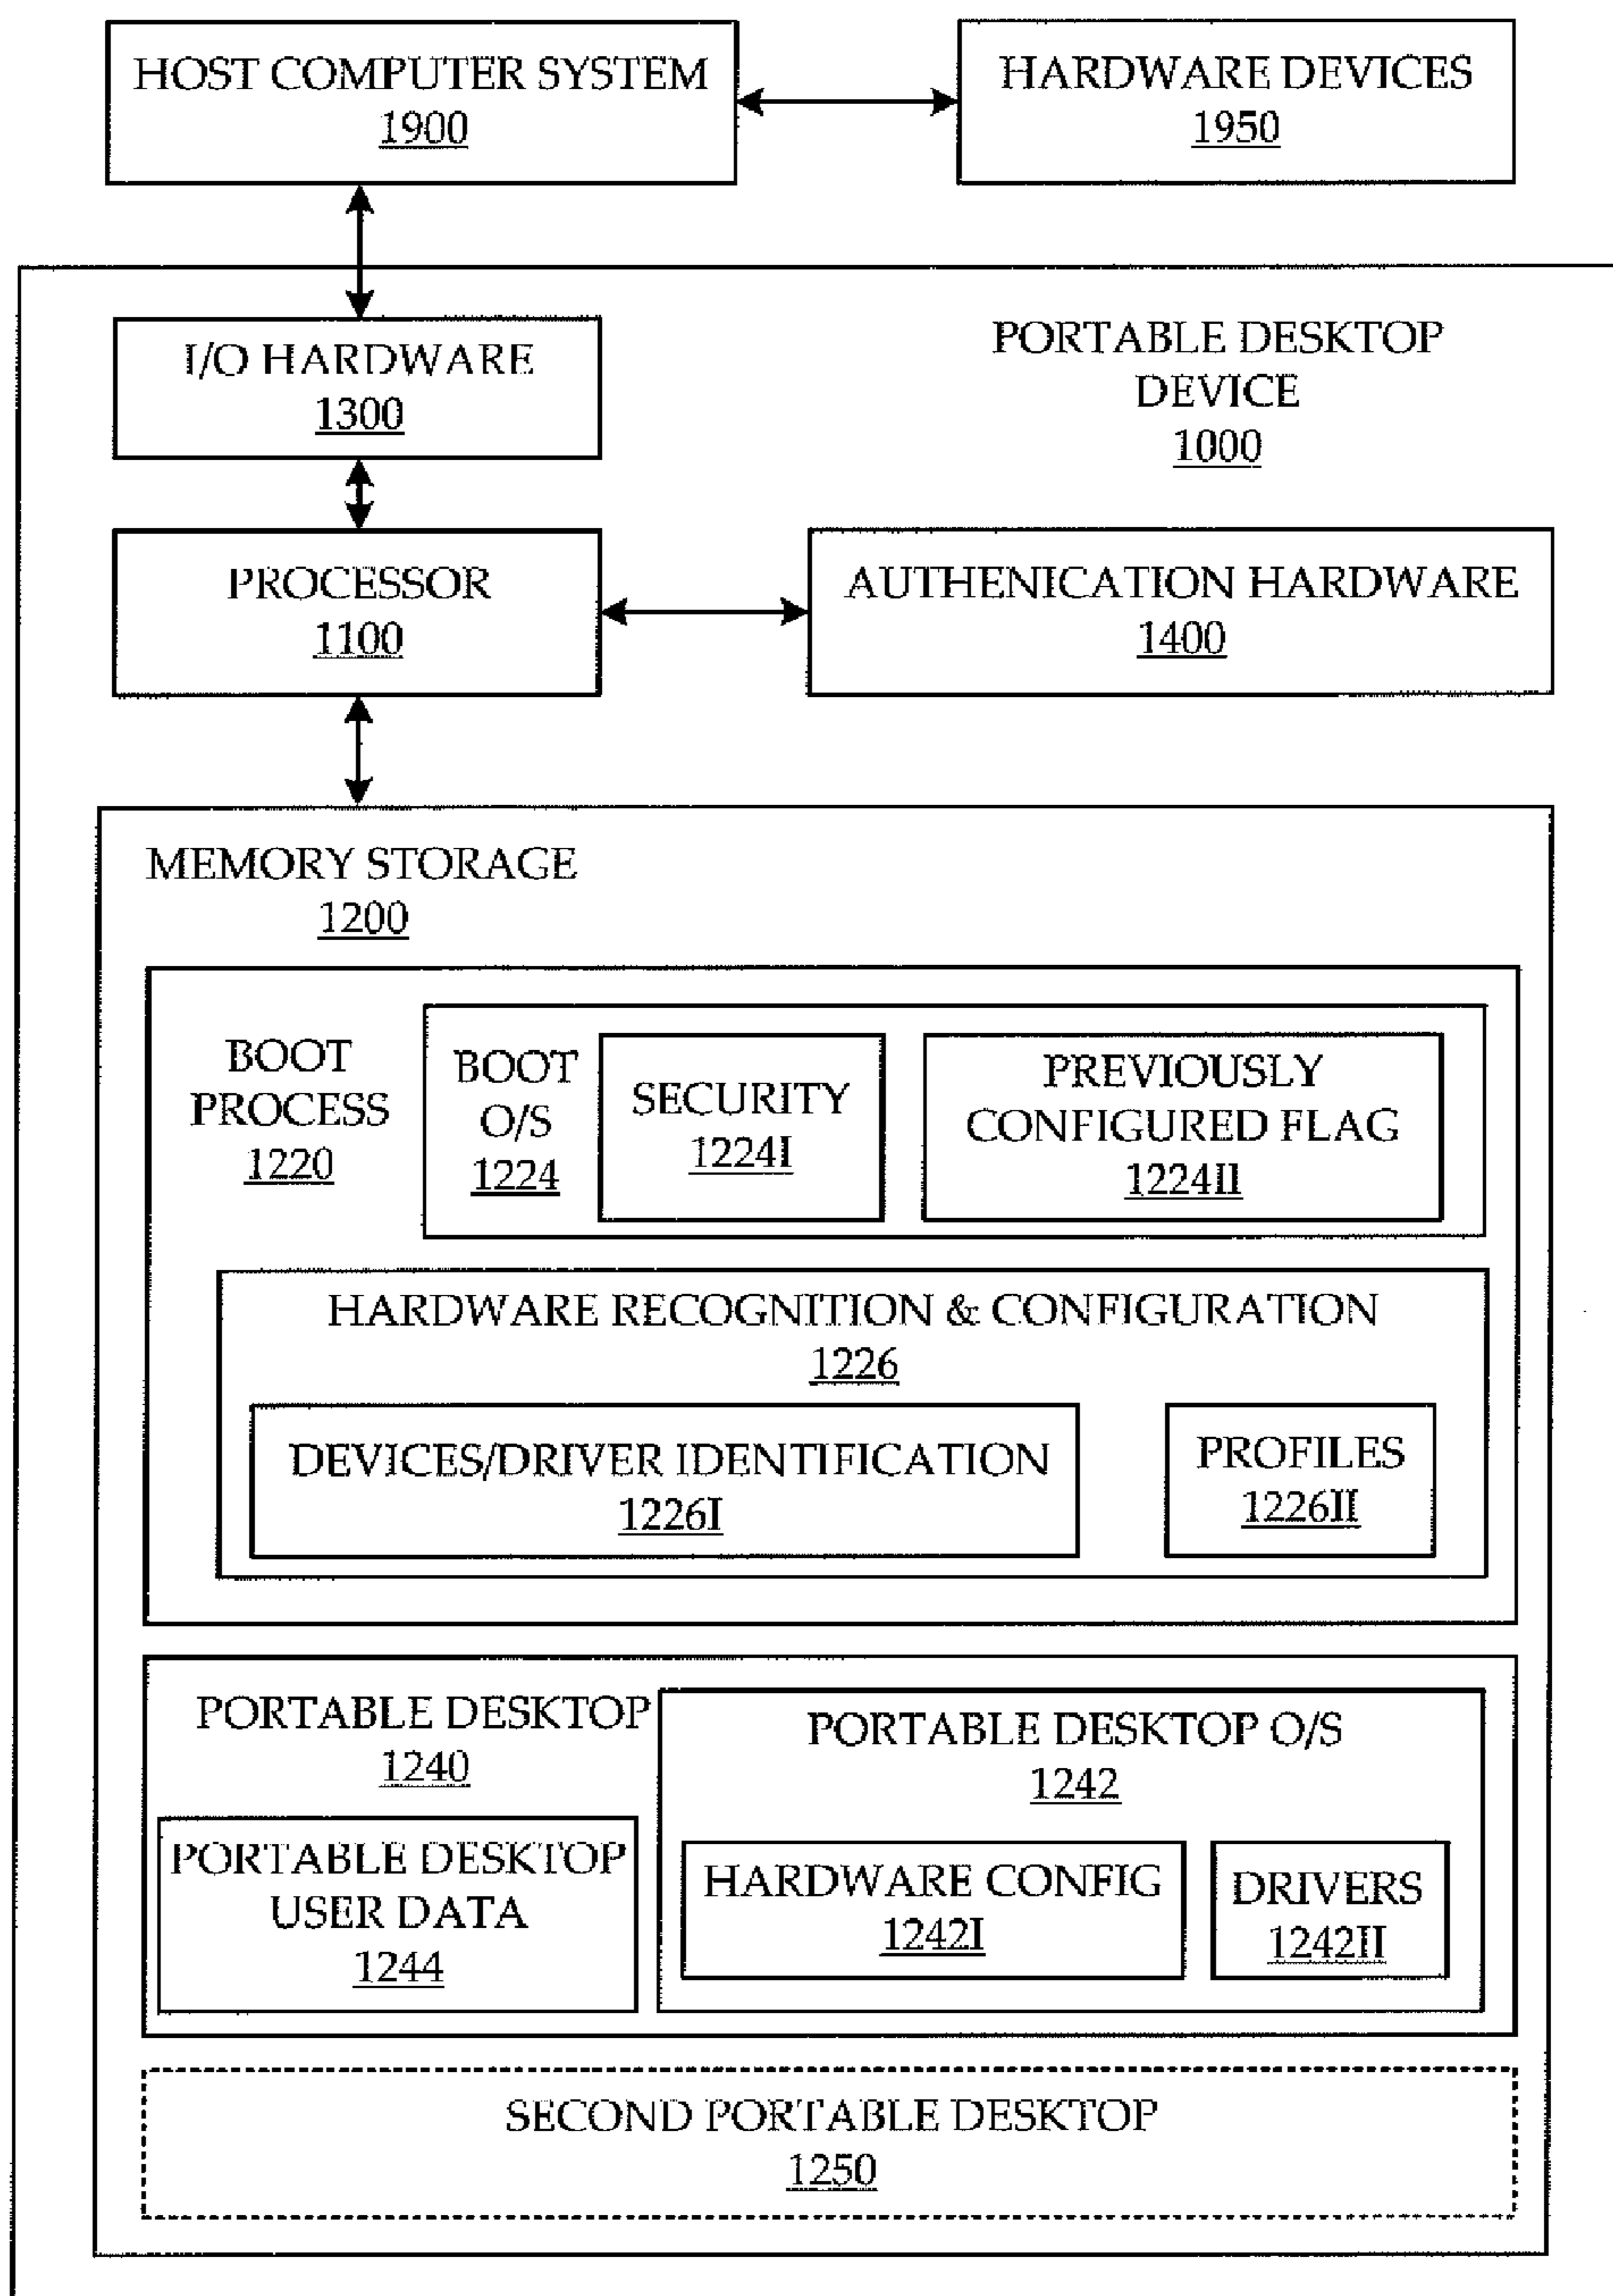 HOST COMPUTER SYSTEM
1900
HARDWARE DEVICES
1950
I/O HARDWARE
1300
PORTABLE DESKTOP
DEVICE
1000
PROCESSOR
1100
AUTHENICATION HARDWARE
1400
MEMORY STORAGE
1200
BOOT
PROCESS
1220
BOOT
O/S
1224
SECURITY
1224I
PREVIOUSLY
CONFIGURED FLAG
1224II
HARDWARE RECOGNITION & CONFIGURATION
1226
DEVICES/DRIVER IDENTIFICATION
1226I
PROFILES
1226II
PORTABLE DESKTOP
1240
PORTABLE DESKTOP
USER DATA
1244
PORTABLE DESKTOP O/S
1242
HARDWARE CONFIG
1242I
DRIVERS
1242II
SECOND PORTABLE DESKTOP
1250